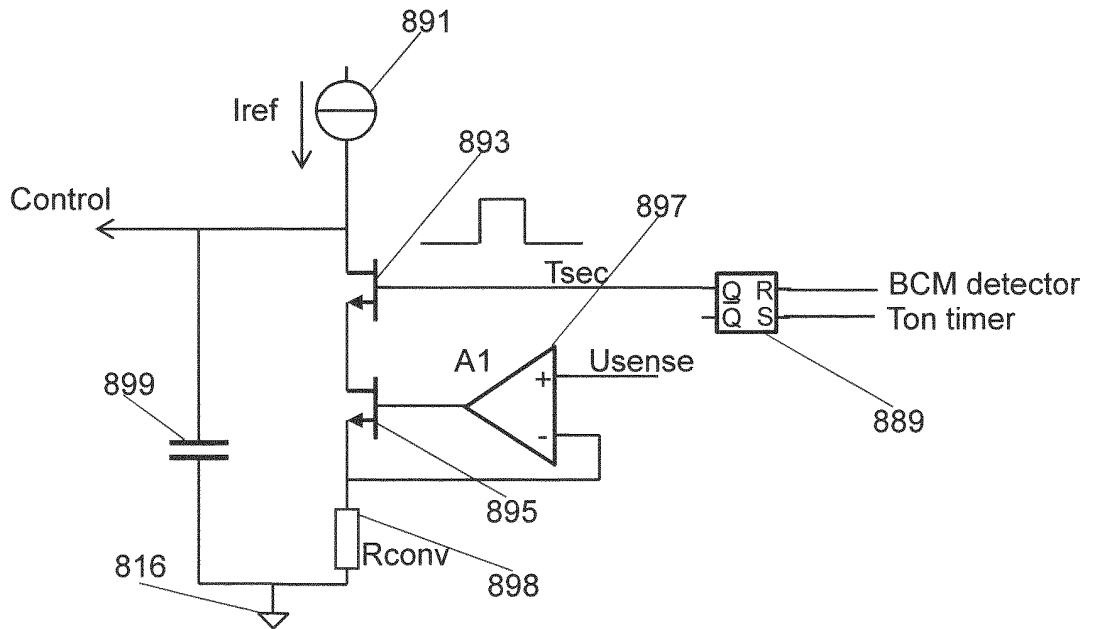 891
Iref
893
Control
897
Tsec
Q R
Q S
BCM detector
Ton timer
A1
Usense
+
-
899
889
895
Rconv
816
898